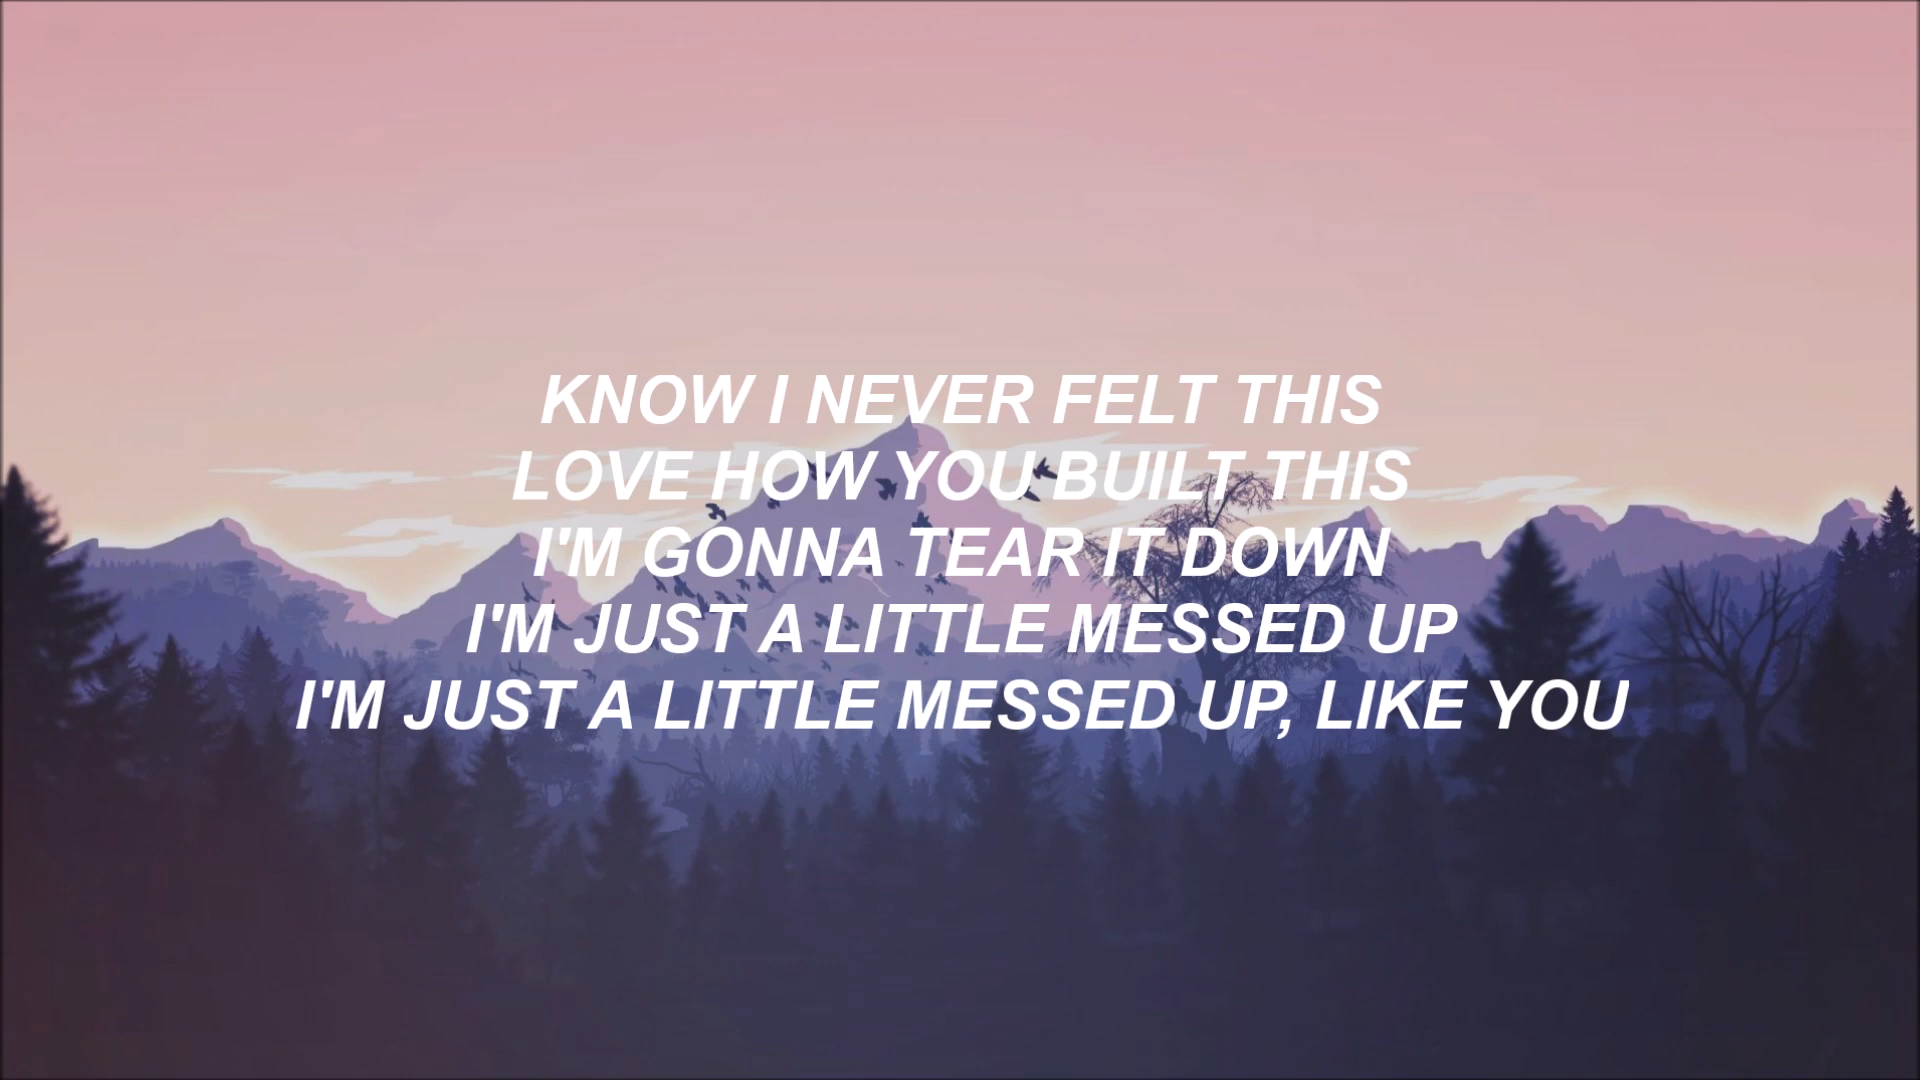 KNOW I NEVER FELT THIS
LOVE HOW YOU BUILT THIS
I'M GONNA TEAR IT DOWN
I'M JUST A LITTLE MESSED UP
I'M JUST A LITTLE MESSED UP, LIKE YOU